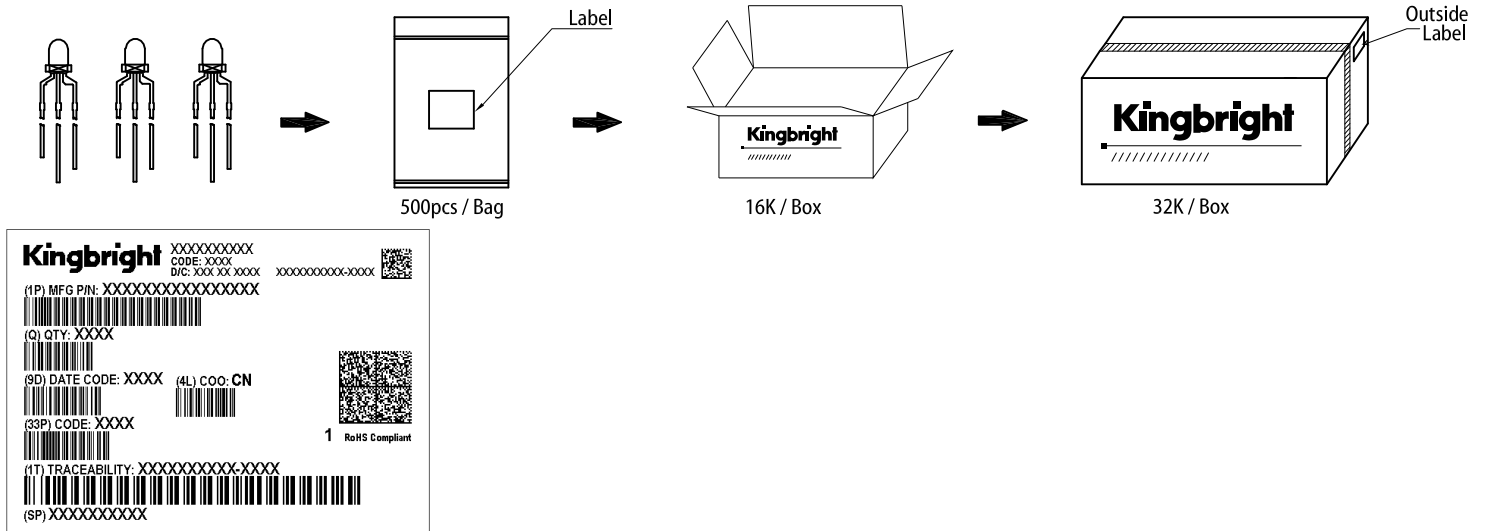 Label
Outside
Label
Kingbright
Kingbright
500pcs / Bag
16K / Box
32K / Box
Kingbright
XXXXXXXXXX
CODE: XXXX
D/C: XXX XX XXXX XXXXXXXXXX-XXXX
(1P) MFG P/N: XXXXXXXXXXXXXXXX
(Q) QTY: XXXX
(9D) DATE CODE: XXXX (4L) COO: CN
(33P) CODE: XXXX
1 RoHS Compliant
(1T) TRACEABILITY: XXXXXXXXXX-XXXX
(SP) XXXXXXXXXX